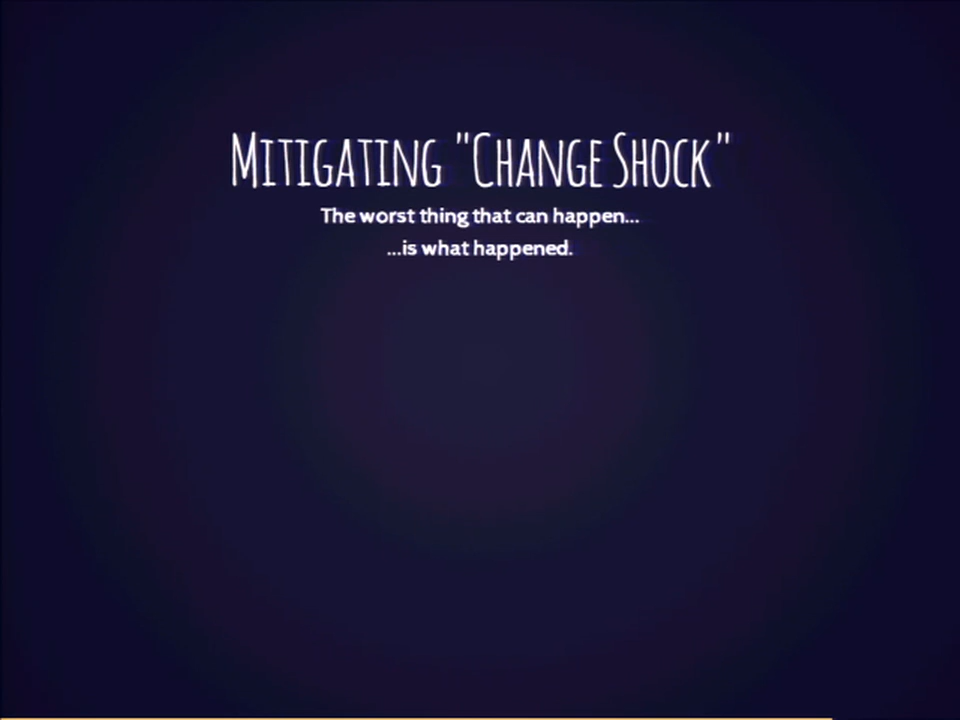 Mitigating "Change Shock"
The worst thing that can happen...
...is what happened.